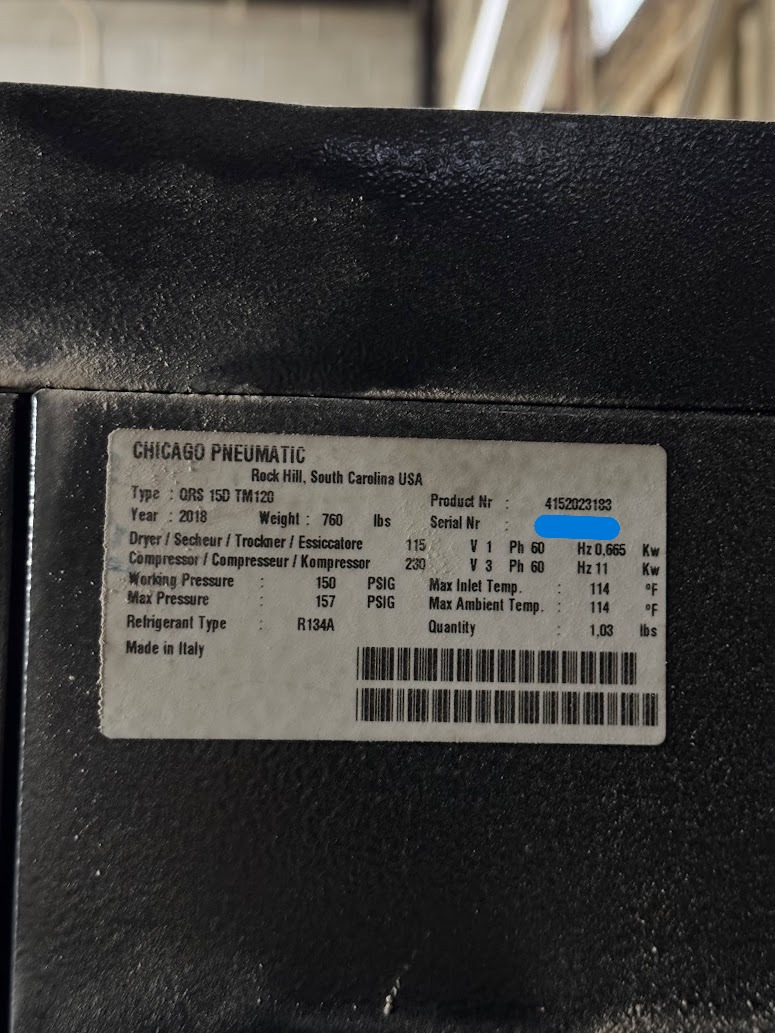 CHICAGO PNEUMATIC
Rock Hill, South Carolina USA
Type : QRS 15D TM120
Product Nr : 4152023183
Year : 2018 Weight : 760 lbs
Serial Nr :
Dryer / Secheur / Trockner / Essiccatore 115 V 1 Ph 60 Hz 0,665 Kw
Compressor / Compresseur / Kompressor 230 V 3 Ph 60 Hz 11 Kw
Working Pressure : 150 PSIG Max Inlet Temp. : 114 °F
Max Pressure : 157 PSIG Max Ambient Temp. : 114 °F
Refrigerant Type : R134A Quantity : 1,03 lbs
Made in Italy